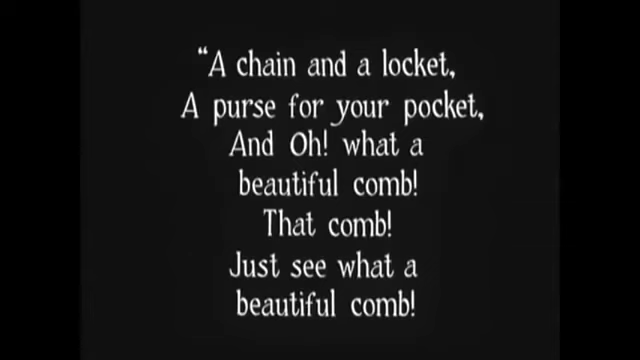 “A chain and a locket,
A purse for your pocket,
And Oh! what a
beautiful comb!
That comb!
Just see what a
beautiful comb!